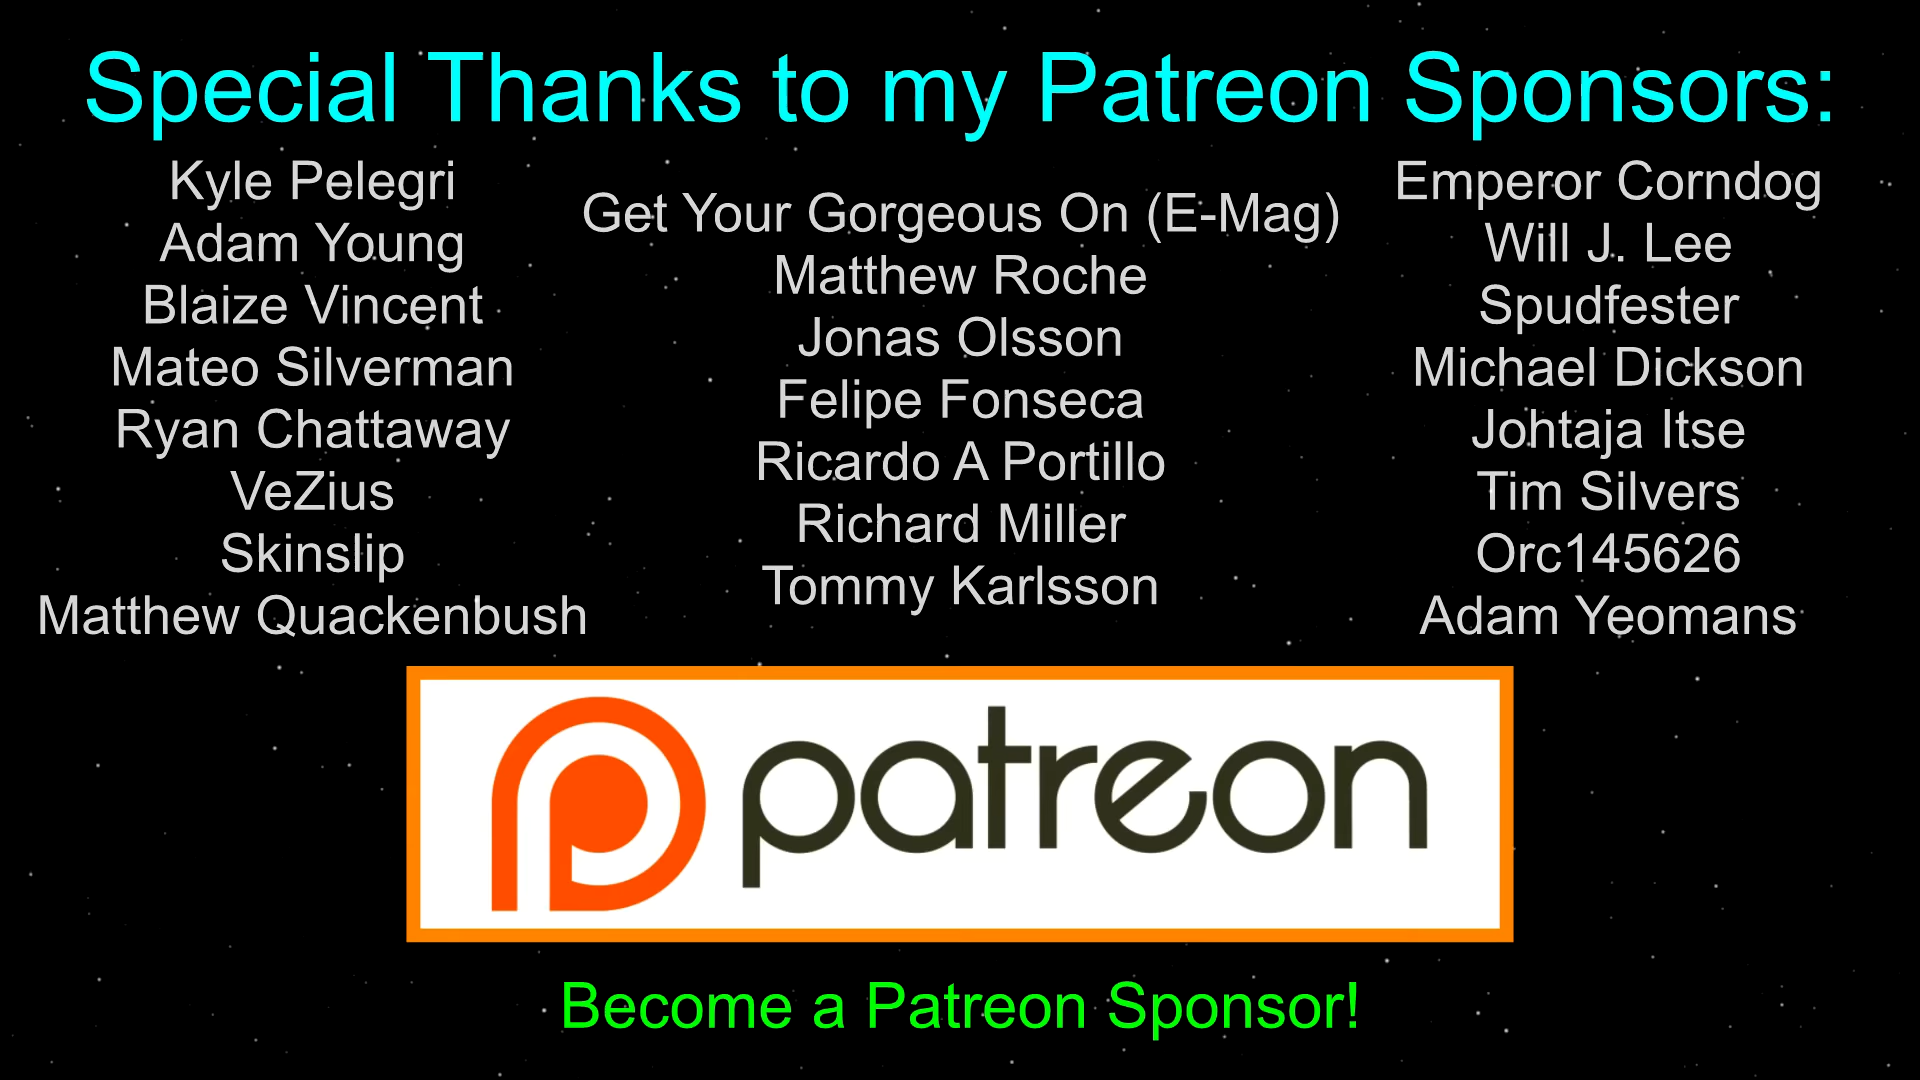 Special Thanks to my Patreon Sponsors:
Kyle Pelegri
Adam Young
Blaize Vincent
Mateo Silverman
Ryan Chattaway
VeZius
Skinslip
Matthew Quackenbush
Get Your Gorgeous On (E-Mag)
Matthew Roche
Jonas Olsson
Felipe Fonseca
Ricardo A Portillo
Richard Miller
Tommy Karlsson
Emperor Corndog
Will J. Lee
Spudfester
Michael Dickson
Johtaja Itse
Tim Silvers
Orc145626
Adam Yeomans
patreon
Become a Patreon Sponsor!